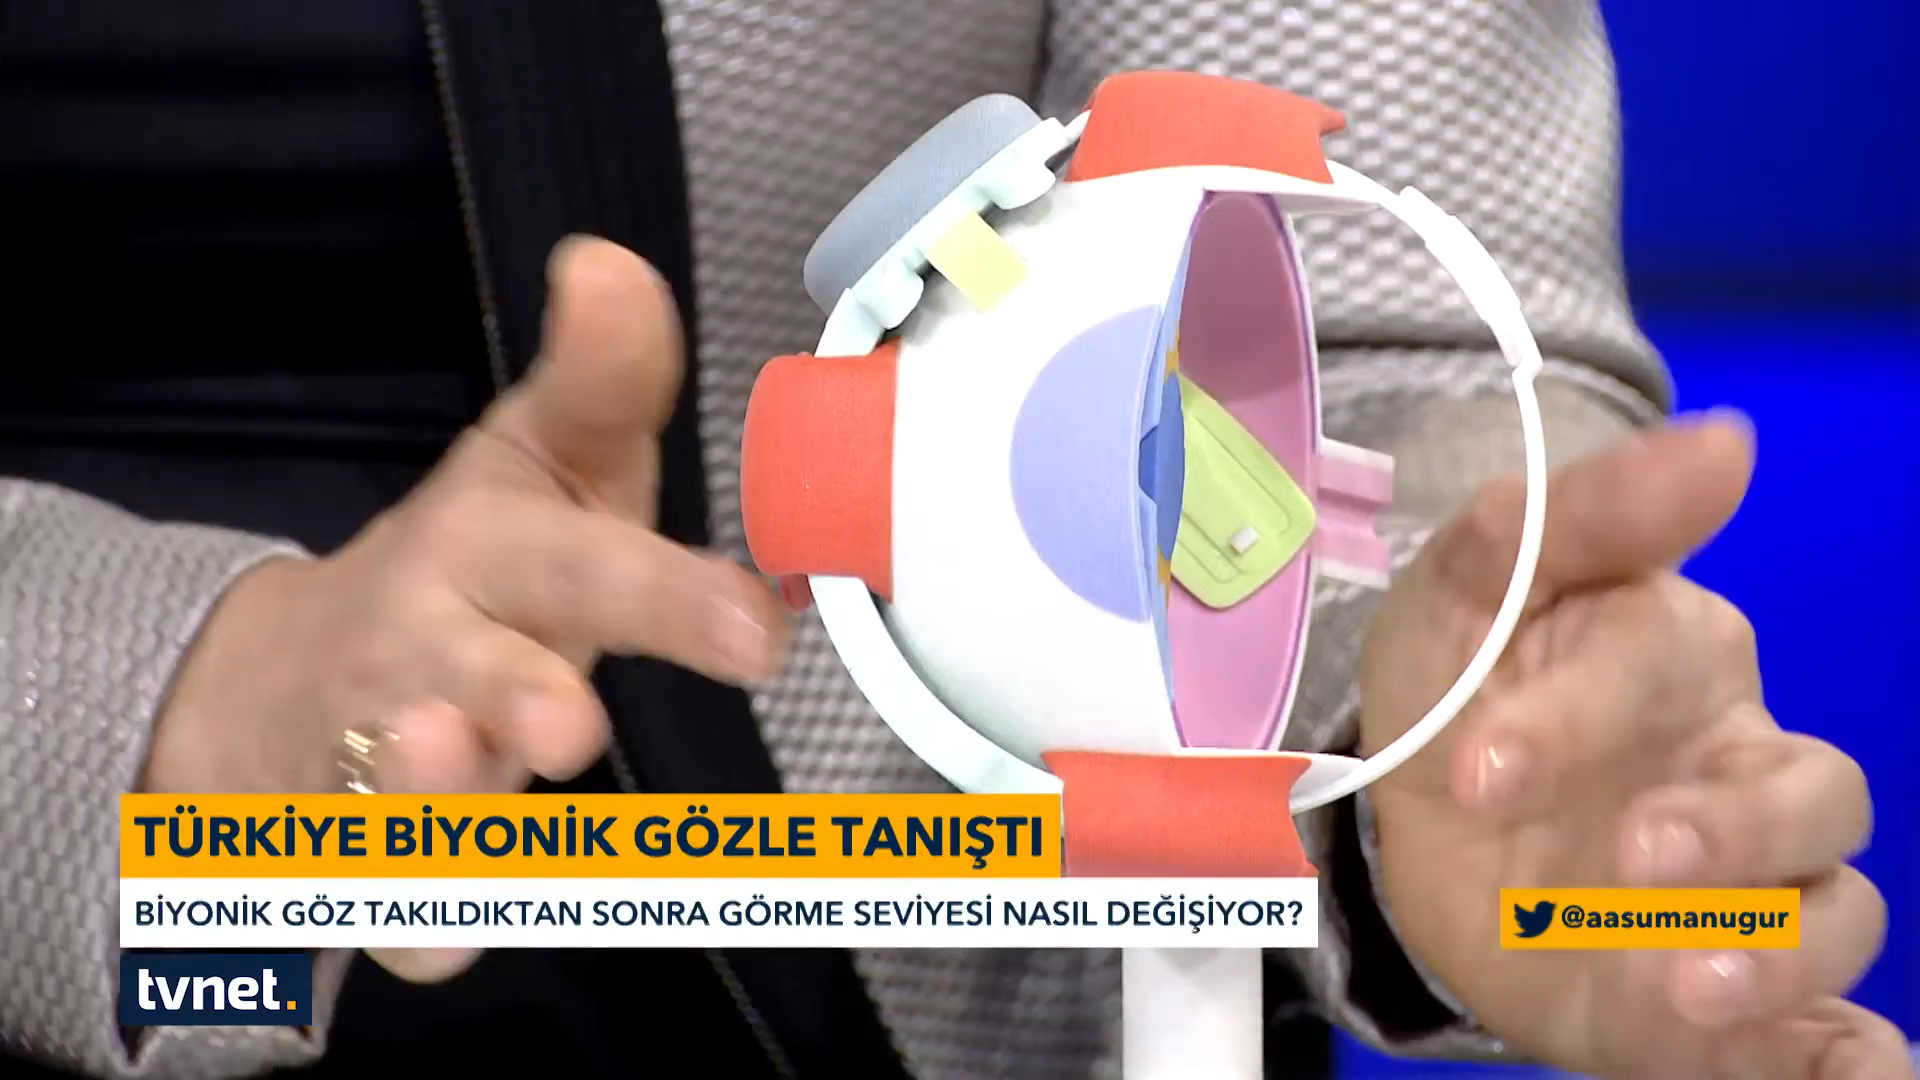 TÜRKİYE BİYONİK GÖZLE TANIŞTI
BİYONİK GÖZ TAKILDIKTAN SONRA GÖRME SEVİYESİ NASIL DEĞİŞİYOR?
@aasumanugur
tvnet.